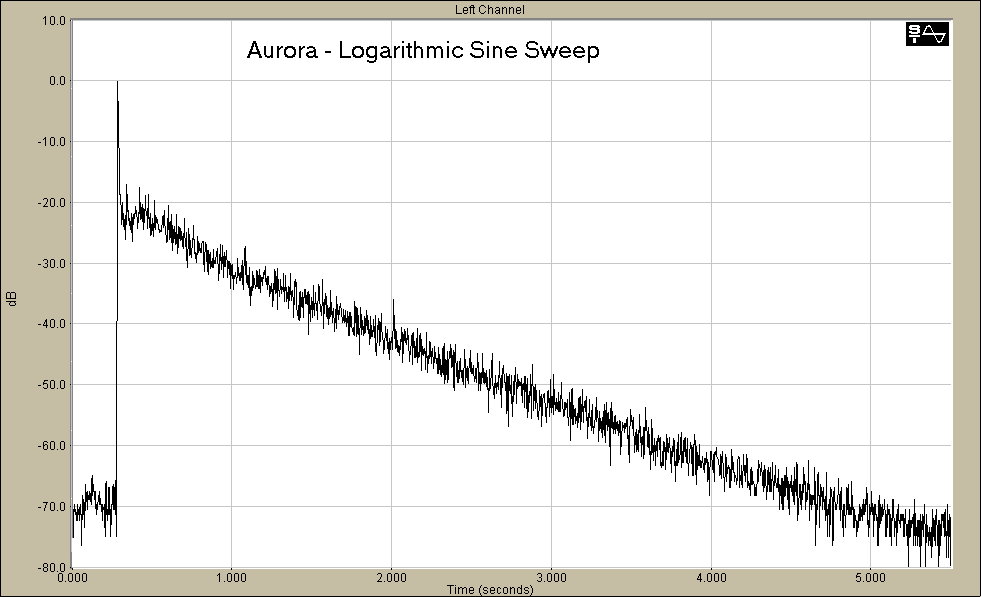 Left Channel
10.0
Aurora - Logarithmic Sine Sweep
S
T
0.0
-10.0
-20.0
-30.0
dB
-40.0
-50.0
-60.0
-70.0
-80.0
0.000 1.000 2.000 3.000 4.000 5.000
Time (seconds)